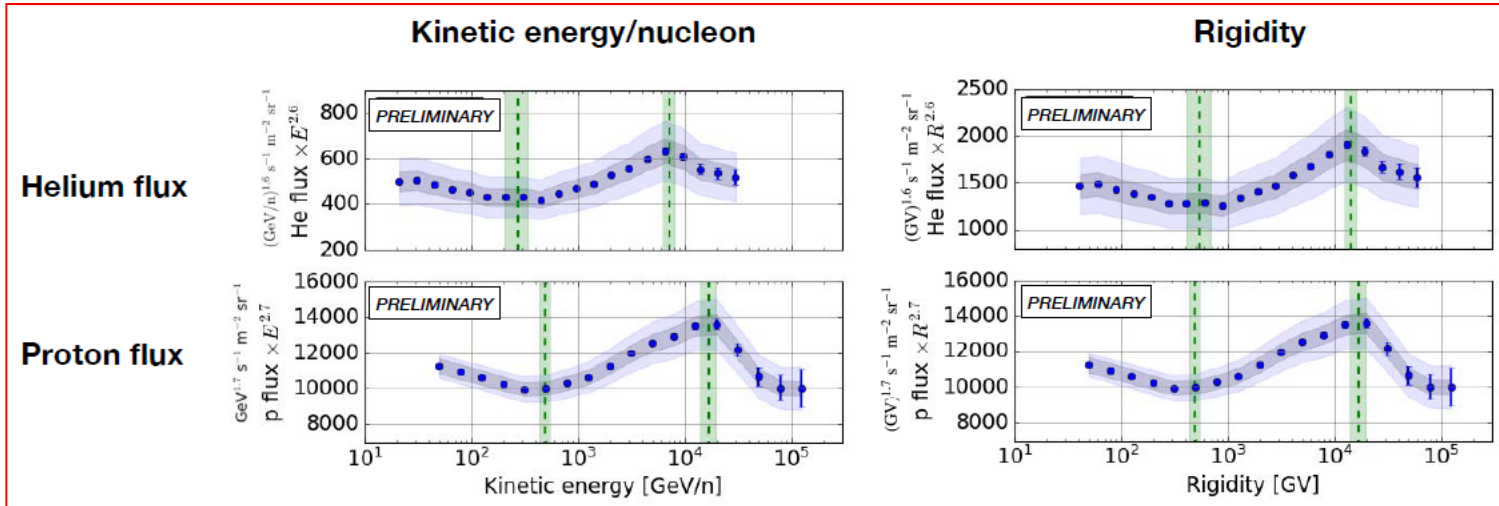 Kinetic energy/nucleon
Rigidity
Helium flux
(GeV/n)^1.6 s^−1 m^−2 sr^−1
He flux ×E^2.6
800
600
400
200
PRELIMINARY
(GV)^1.6 s^−1 m^−2 sr^−1
He flux ×R^2.6
2500
2000
1500
1000
PRELIMINARY
Proton flux
GeV^1.7 s^−1 m^−2 sr^−1
p flux ×E^2.7
16000
14000
12000
10000
8000
PRELIMINARY
10^1 10^2 10^3 10^4 10^5
Kinetic energy [GeV/n]
(GV)^1.7 s^−1 m^−2 sr^−1
p flux ×R^2.7
16000
14000
12000
10000
8000
PRELIMINARY
10^1 10^2 10^3 10^4 10^5
Rigidity [GV]